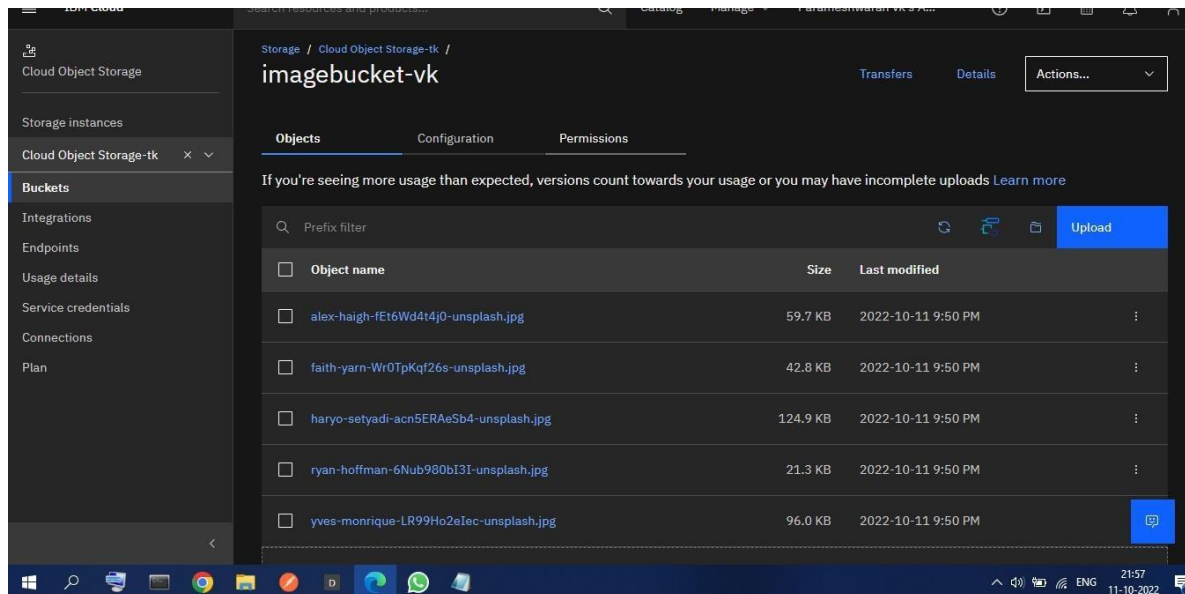 IBM Cloud
Search resources and products...
Catalog
Manage
Parameshwaran vk's A...
Cloud Object Storage
Storage instances
Cloud Object Storage-tk
Buckets
Integrations
Endpoints
Usage details
Service credentials
Connections
Plan
Storage / Cloud Object Storage-tk /
imagebucket-vk
Transfers
Details
Actions...
Objects
Configuration
Permissions
If you're seeing more usage than expected, versions count towards your usage or you may have incomplete uploads Learn more
Prefix filter
Upload
Object name Size Last modified
alex-haigh-fEt6Wd4t4j0-unsplash.jpg 59.7 KB 2022-10-11 9:50 PM
faith-yarn-Wr0TpKqf26s-unsplash.jpg 42.8 KB 2022-10-11 9:50 PM
haryo-setyadi-acn5ERAeSb4-unsplash.jpg 124.9 KB 2022-10-11 9:50 PM
ryan-hoffman-6Nub980bI3I-unsplash.jpg 21.3 KB 2022-10-11 9:50 PM
yves-monrique-LR99Ho2eIec-unsplash.jpg 96.0 KB 2022-10-11 9:50 PM
D
ENG
21:57
11-10-2022